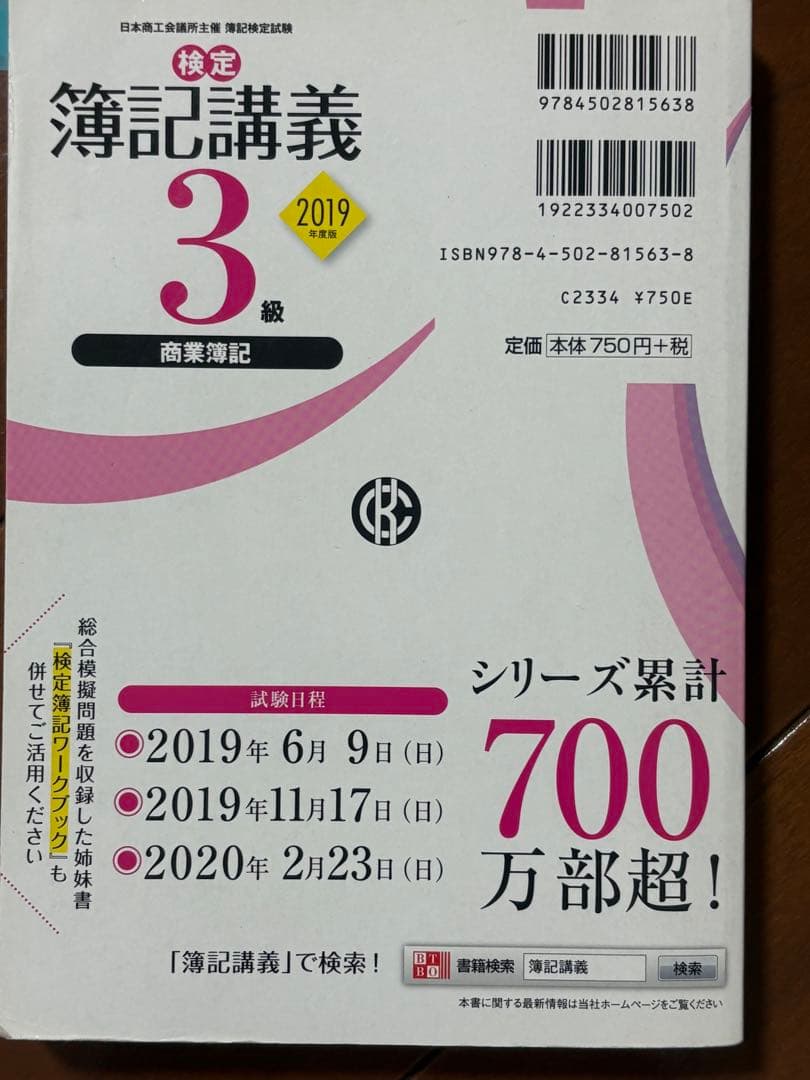 日本商工会議所主催 簿記検定試験
検定
簿記講義
3級
2019
年度版
商業簿記
9784502815638
1922334007502
ISBN978-4-502-81563-8
C2334 ¥750E
定価 本体750円+税
総合模擬問題を収録した姉妹書
『検定簿記ワークブック』も
併せてご活用ください
試験日程
◉2019年 6月 9日(日)
◉2019年11月17日(日)
◉2020年 2月23日(日)
シリーズ累計
700
万部超!
「簿記講義」で検索!
BTBO 書籍検索 簿記講義 検索
本書に関する最新情報は当社ホームページをご覧ください